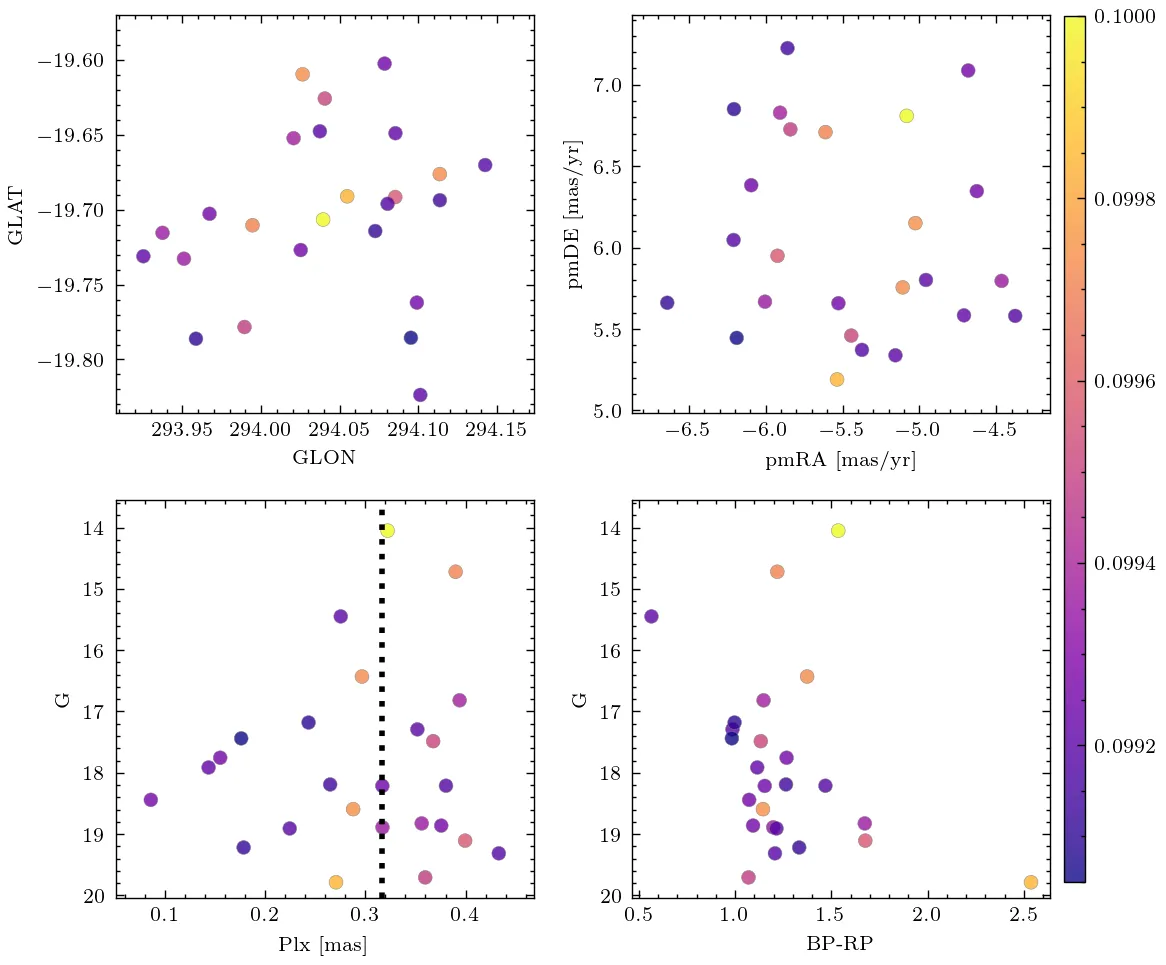 −19.60
−19.65
−19.70
−19.75
−19.80
GLAT
293.95 294.00 294.05 294.10 294.15
GLON
7.0
6.5
6.0
5.5
5.0
pmDE [mas/yr]
−6.5 −6.0 −5.5 −5.0 −4.5
pmRA [mas/yr]
0.1000
0.0998
0.0996
0.0994
0.0992
14
15
16
17
18
19
20
G
0.1 0.2 0.3 0.4
Plx [mas]
14
15
16
17
18
19
20
G
0.5 1.0 1.5 2.0 2.5
BP-RP